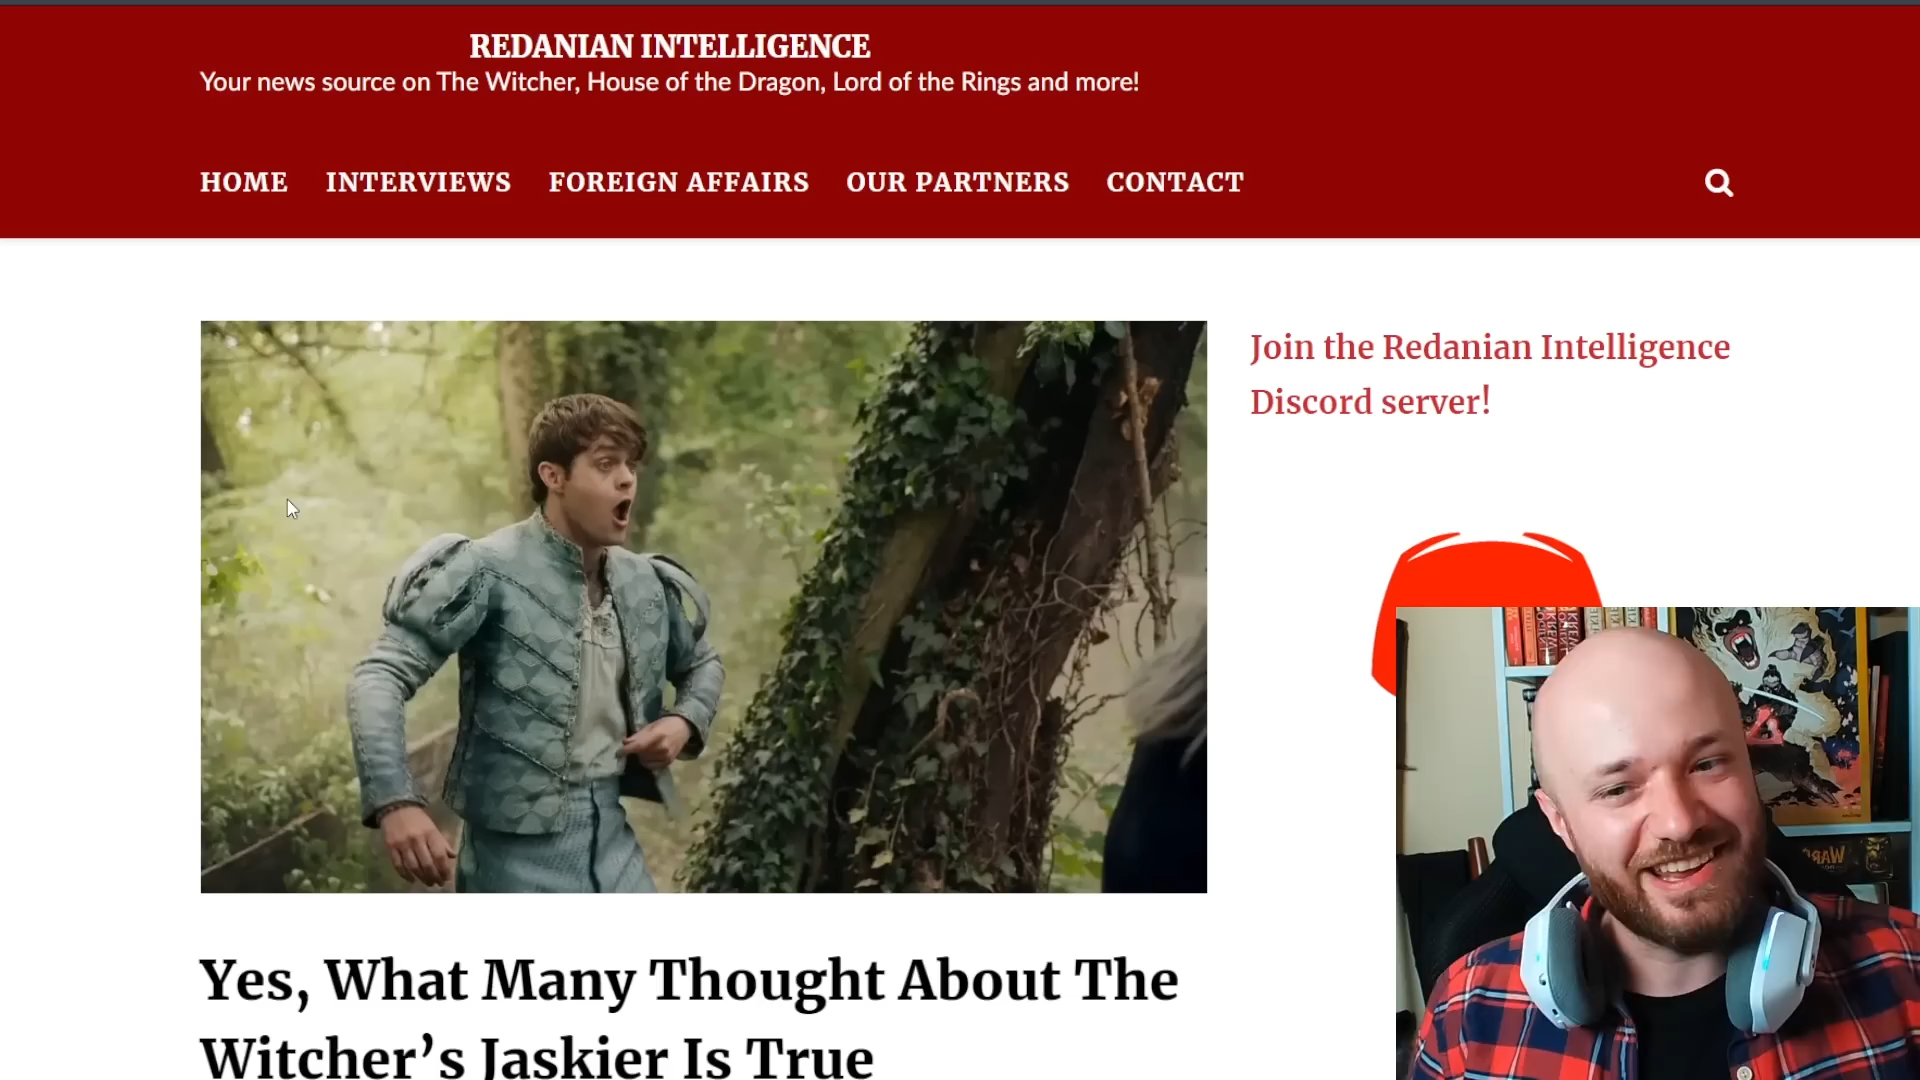 REDANIAN INTELLIGENCE
Your news source on The Witcher, House of the Dragon, Lord of the Rings and more!
HOME
INTERVIEWS
FOREIGN AFFAIRS
OUR PARTNERS
CONTACT
Join the Redanian Intelligence
Discord server!
Yes, What Many Thought About The
Witcher’s Jaskier Is True